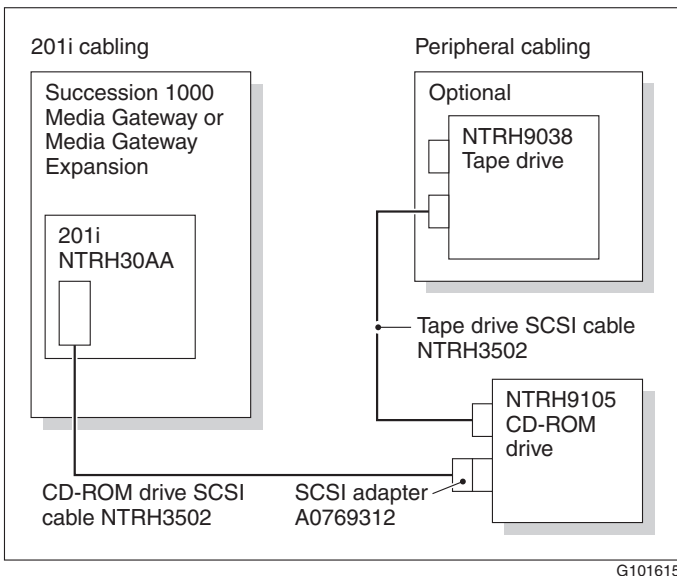 201i cabling
Succession 1000
Media Gateway or
Media Gateway
Expansion
201i
NTRH30AA
CD-ROM drive SCSI
cable NTRH3502
Peripheral cabling
Optional
NTRH9038
Tape drive
Tape drive SCSI cable
NTRH3502
NTRH9105
CD-ROM
drive
SCSI adapter
A0769312
G101615